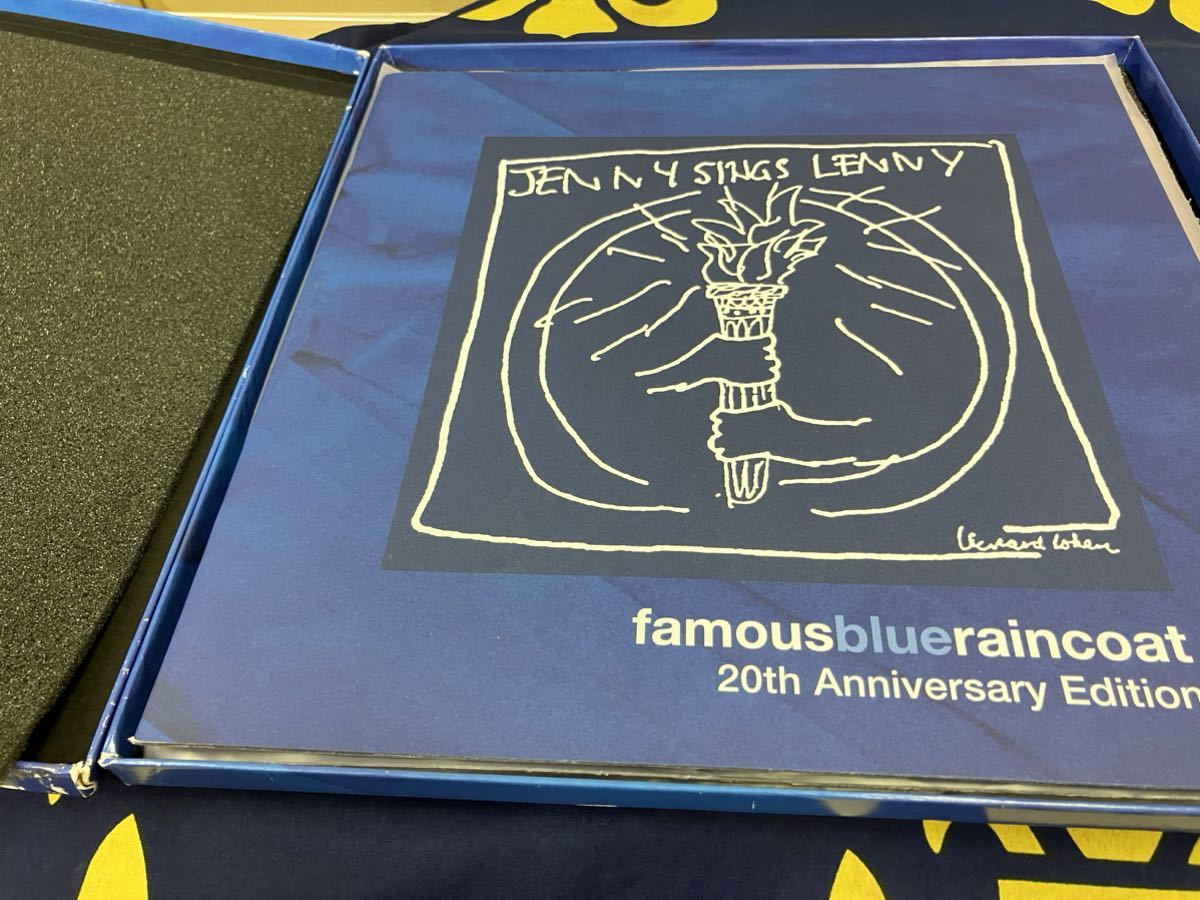 JENNY SINGS LENNY
Leonard Cohen
famousblueraincoat
20th Anniversary Edition